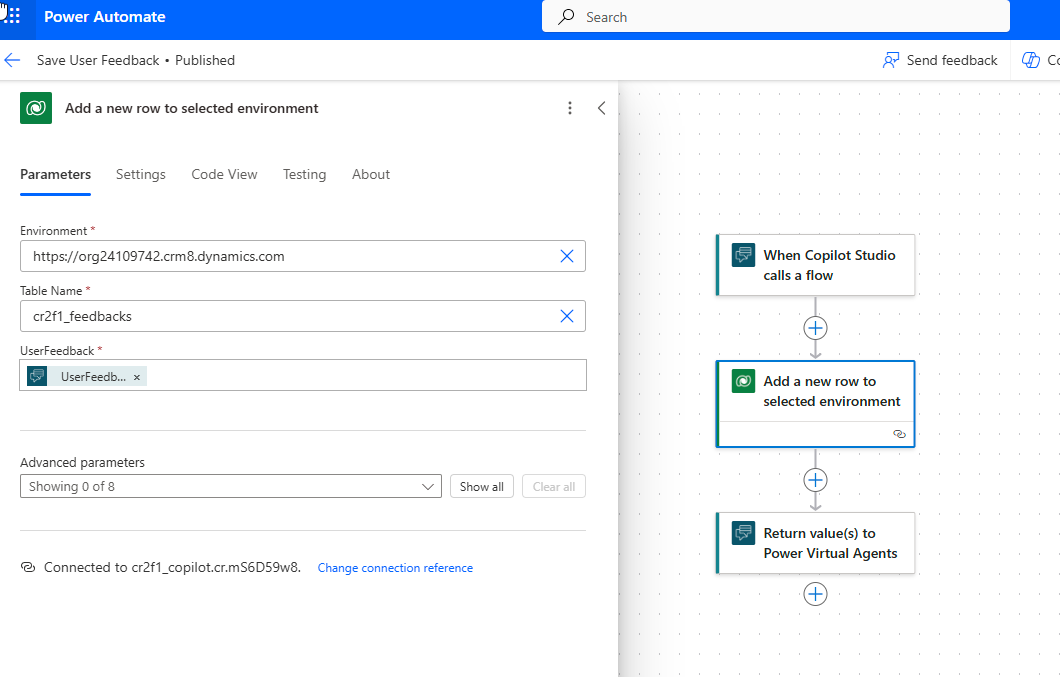 Power Automate
Search
Save User Feedback • Published
Send feedback
Co
Add a new row to selected environment
Parameters
Settings
Code View
Testing
About
Environment *
https://org24109742.crm8.dynamics.com
Table Name *
cr2f1_feedbacks
UserFeedback *
UserFeedb... ×
Advanced parameters
Showing 0 of 8
Show all
Clear all
Connected to cr2f1_copilot.cr.mS6D59w8.
Change connection reference
When Copilot Studio
calls a flow
Add a new row to
selected environment
Return value(s) to
Power Virtual Agents